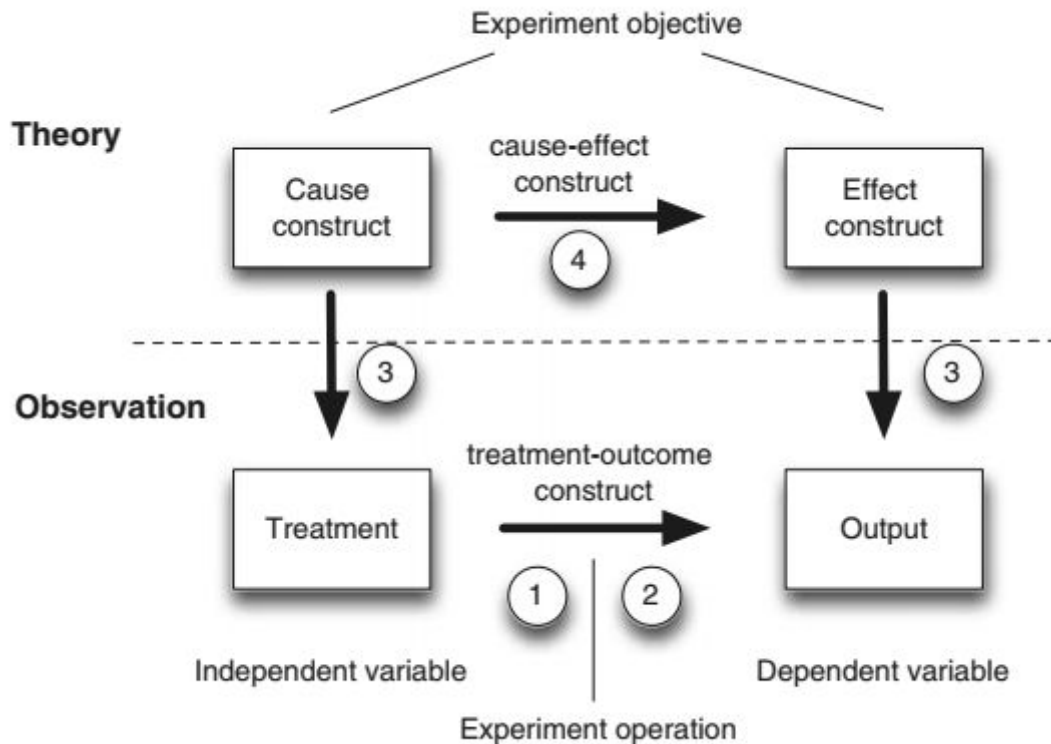 Experiment objective
Theory
cause-effect
construct
Cause
construct
Effect
construct
4
3
3
Observation
treatment-outcome
construct
Treatment
Output
1
2
Independent variable
Dependent variable
Experiment operation